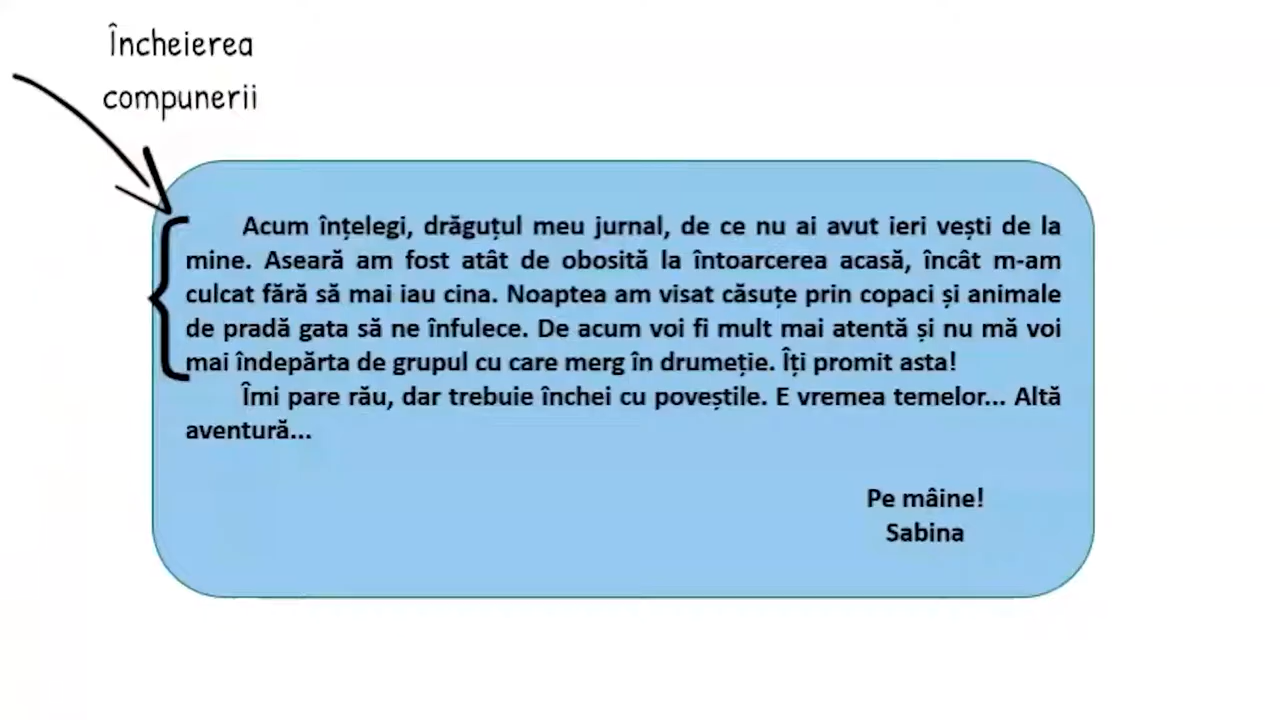 Încheierea
compunerii
Acum înțelegi, drăguțul meu jurnal, de ce nu ai avut ieri vești de la
mine. Aseară am fost atât de obosită la întoarcerea acasă, încât m-am
culcat fără să mai iau cina. Noaptea am visat căsuțe prin copaci și animale
de pradă gata să ne înfulece. De acum voi fi mult mai atentă și nu mă voi
mai îndepărta de grupul cu care merg în drumeție. Îți promit asta!
Îmi pare rău, dar trebuie închei cu poveștile. E vremea temelor... Altă
aventură...
Pe mâine!
Sabina